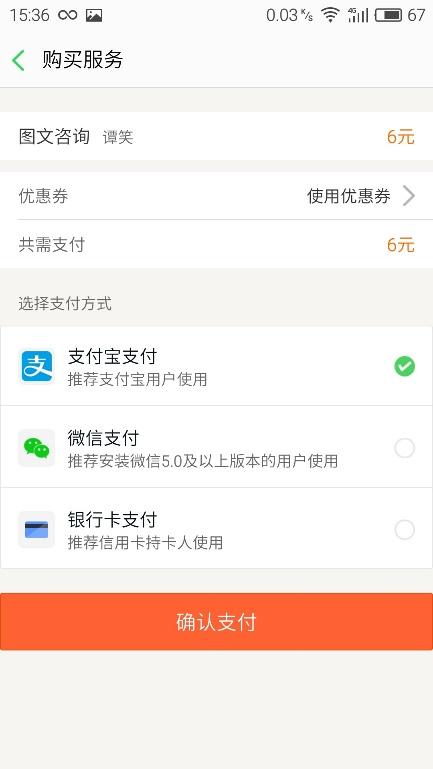 15:36 0.03 K/s 4G 67
购买服务
图文咨询 谭笑 6元
优惠券 使用优惠券
共需支付 6元
选择支付方式
支 支付宝支付
推荐支付宝用户使用
微信支付
推荐安装微信5.0及以上版本的用户使用
银行卡支付
推荐信用卡持卡人使用
确认支付